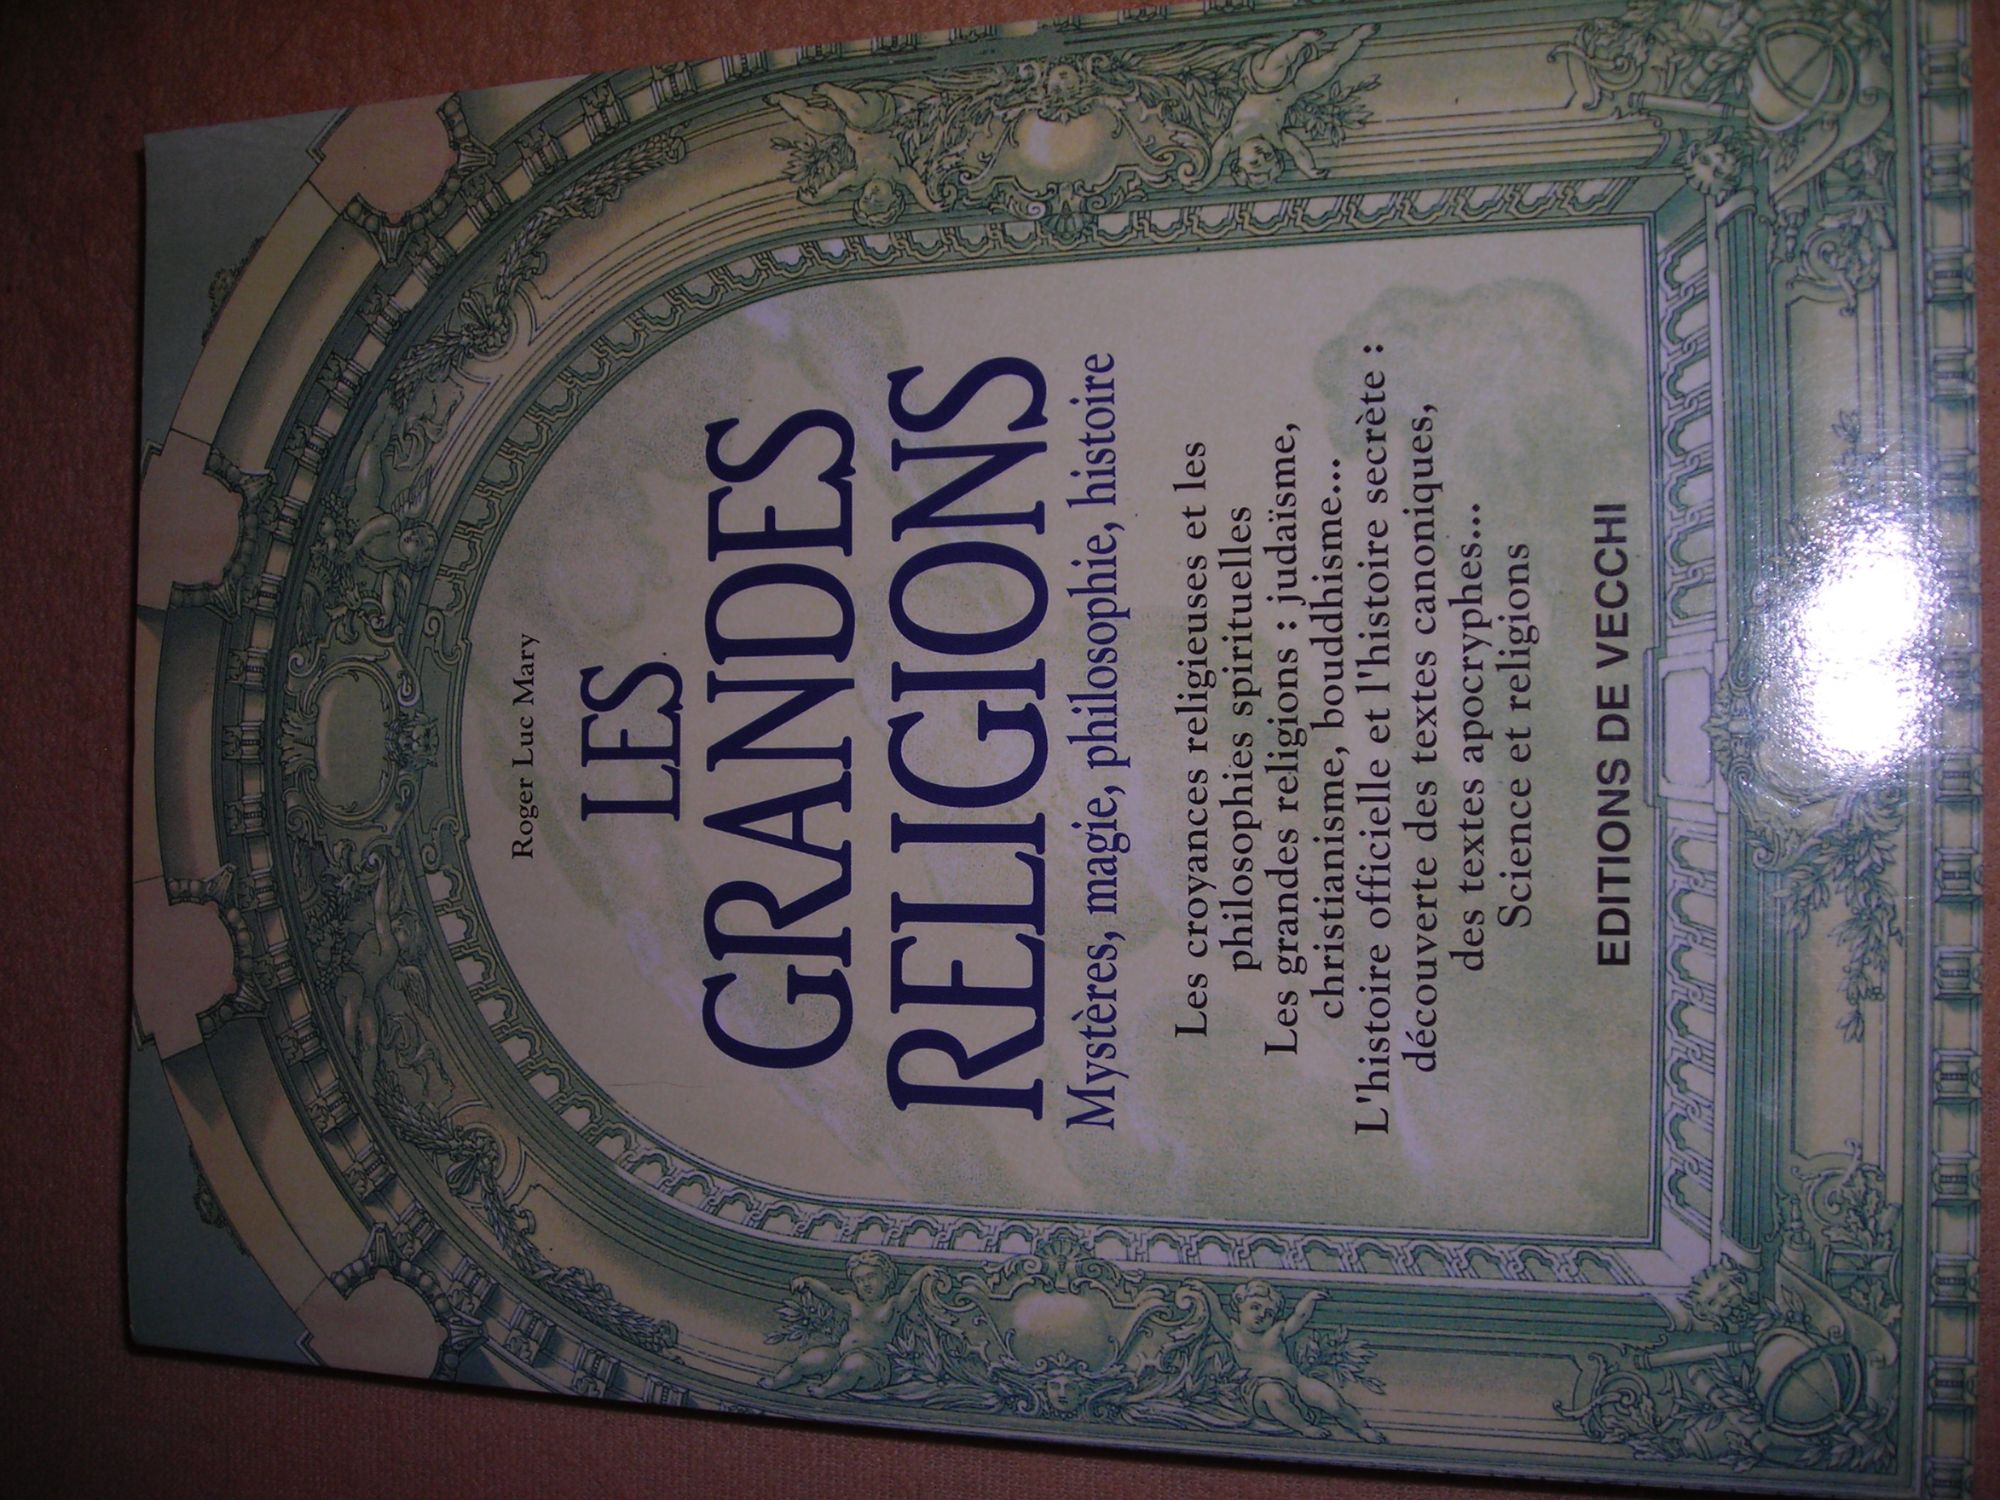 Roger Luc Mary
LES
GRANDES
RELIGIONS
Mystères, magie, philosophie, histoire
Les croyances religieuses et les
philosophies spirituelles
Les grandes religions : judaïsme,
christianisme, bouddhisme...
L'histoire officielle et l'histoire secrète :
découverte des textes canoniques,
des textes apocryphes...
Science et religions
EDITIONS DE VECCHI